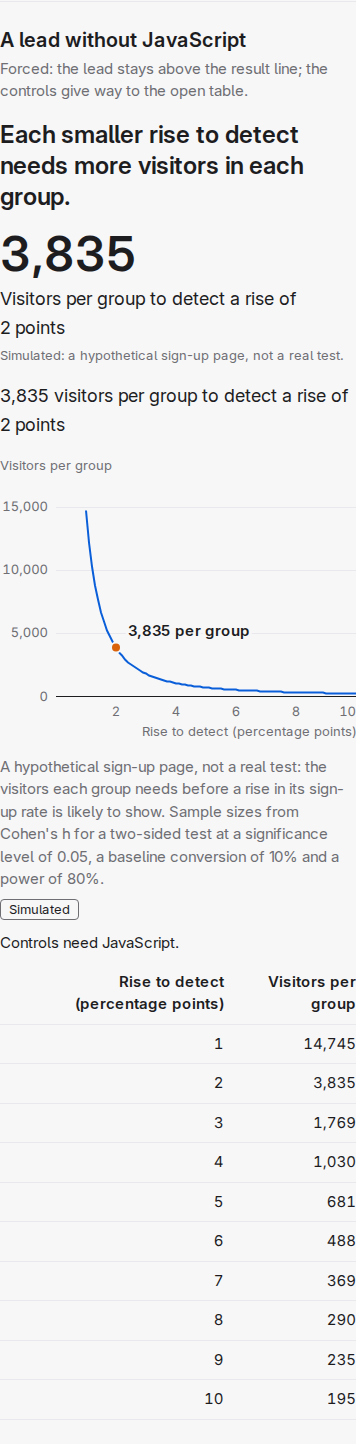 A lead without JavaScript
Forced: the lead stays above the result line; the
controls give way to the open table.
Each smaller rise to detect
needs more visitors in each
group.
3,835
Visitors per group to detect a rise of
2 points
Simulated: a hypothetical sign-up page, not a real test.
3,835 visitors per group to detect a rise of
2 points
Visitors per group
15,000
10,000
5,000
3,835 per group
0
2 4 6 8 10
Rise to detect (percentage points)
A hypothetical sign-up page, not a real test: the
visitors each group needs before a rise in its sign-
up rate is likely to show. Sample sizes from
Cohen's h for a two-sided test at a significance
level of 0.05, a baseline conversion of 10% and a
power of 80%.
Simulated
Controls need JavaScript.
Rise to detect Visitors per
(percentage points) group
1 14,745
2 3,835
3 1,769
4 1,030
5 681
6 488
7 369
8 290
9 235
10 195